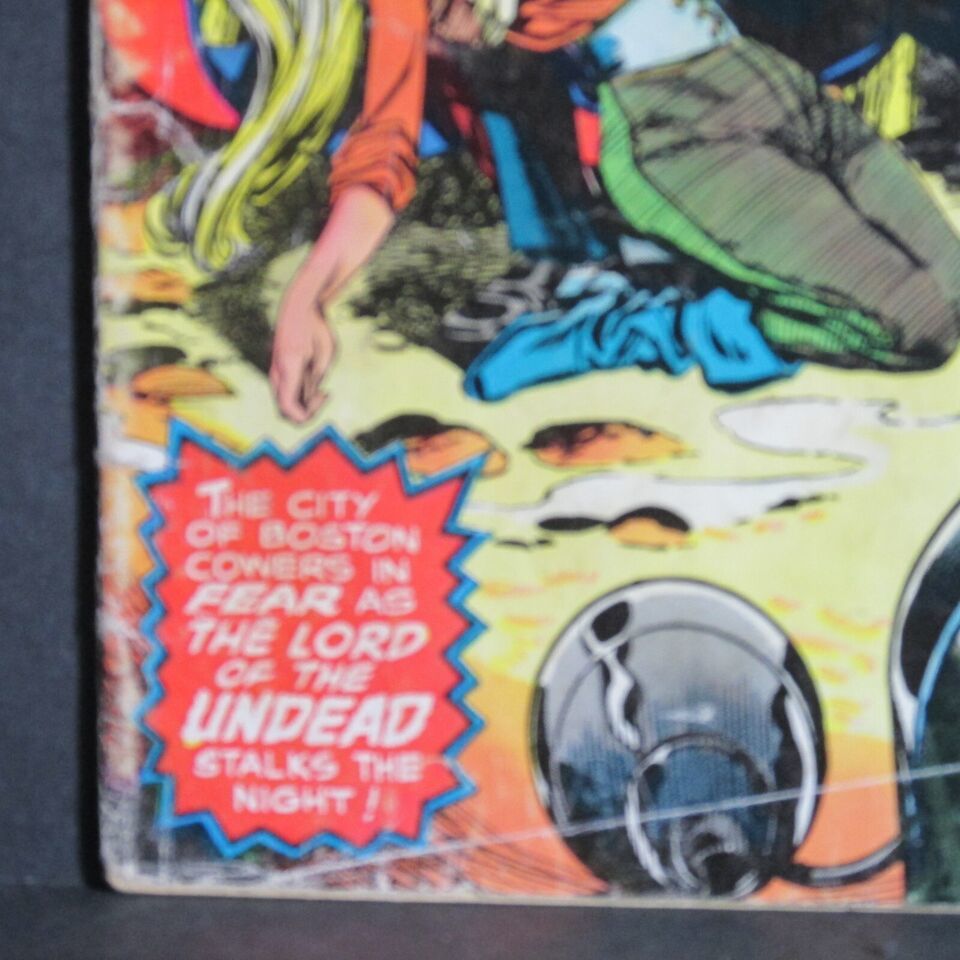 THE CITY
OF BOSTON
COWERS IN
FEAR AS
THE LORD
OF THE
UNDEAD
STALKS THE
NIGHT!